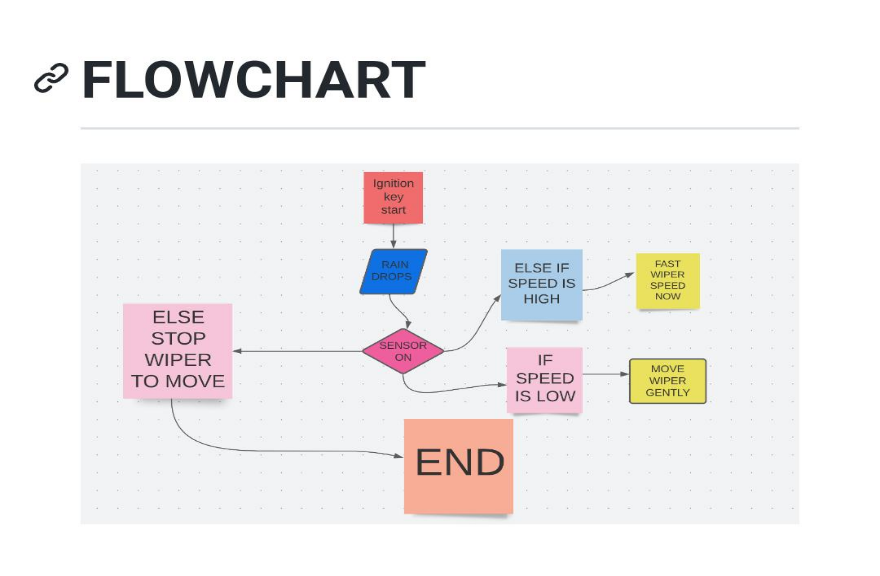 FLOWCHART
Ignition
key
start
RAIN
DROPS
SENSOR
ON
ELSE IF
SPEED IS
HIGH
FAST
WIPER
SPEED
NOW
IF
SPEED
IS LOW
MOVE
WIPER
GENTLY
ELSE
STOP
WIPER
TO MOVE
END